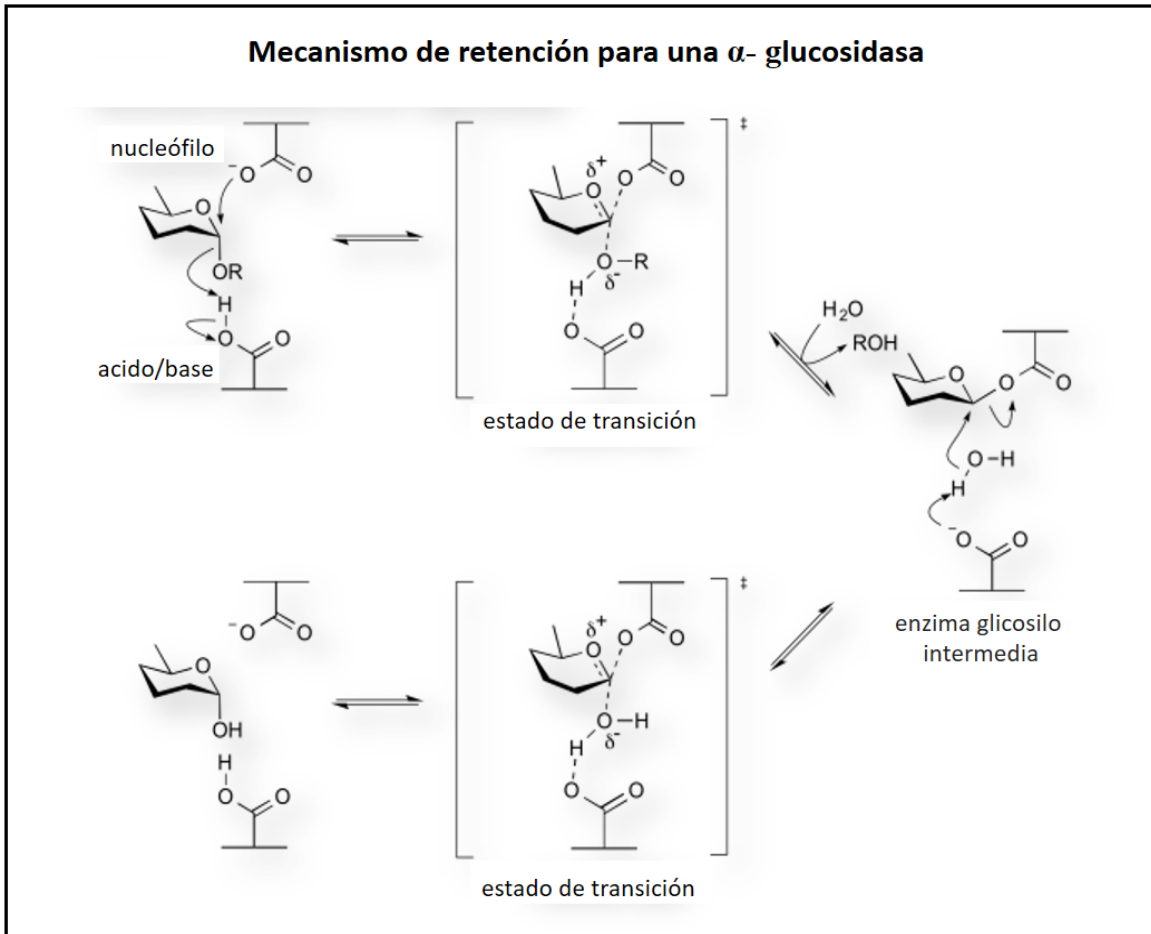 Mecanismo de retención para una α- glucosidasa
nucleófilo
-O
O
O
OR
H
O
O
acido/base
‡
δ+
O
O
O
O-R
H
δ-
O
O
estado de transición
H2O
ROH
O
O
O
O-H
H
-O
O
enzima glicosilo
intermedia
-O
O
O
OH
H
O
O
‡
δ+
O
O
O
O-H
H
δ-
O
O
estado de transición